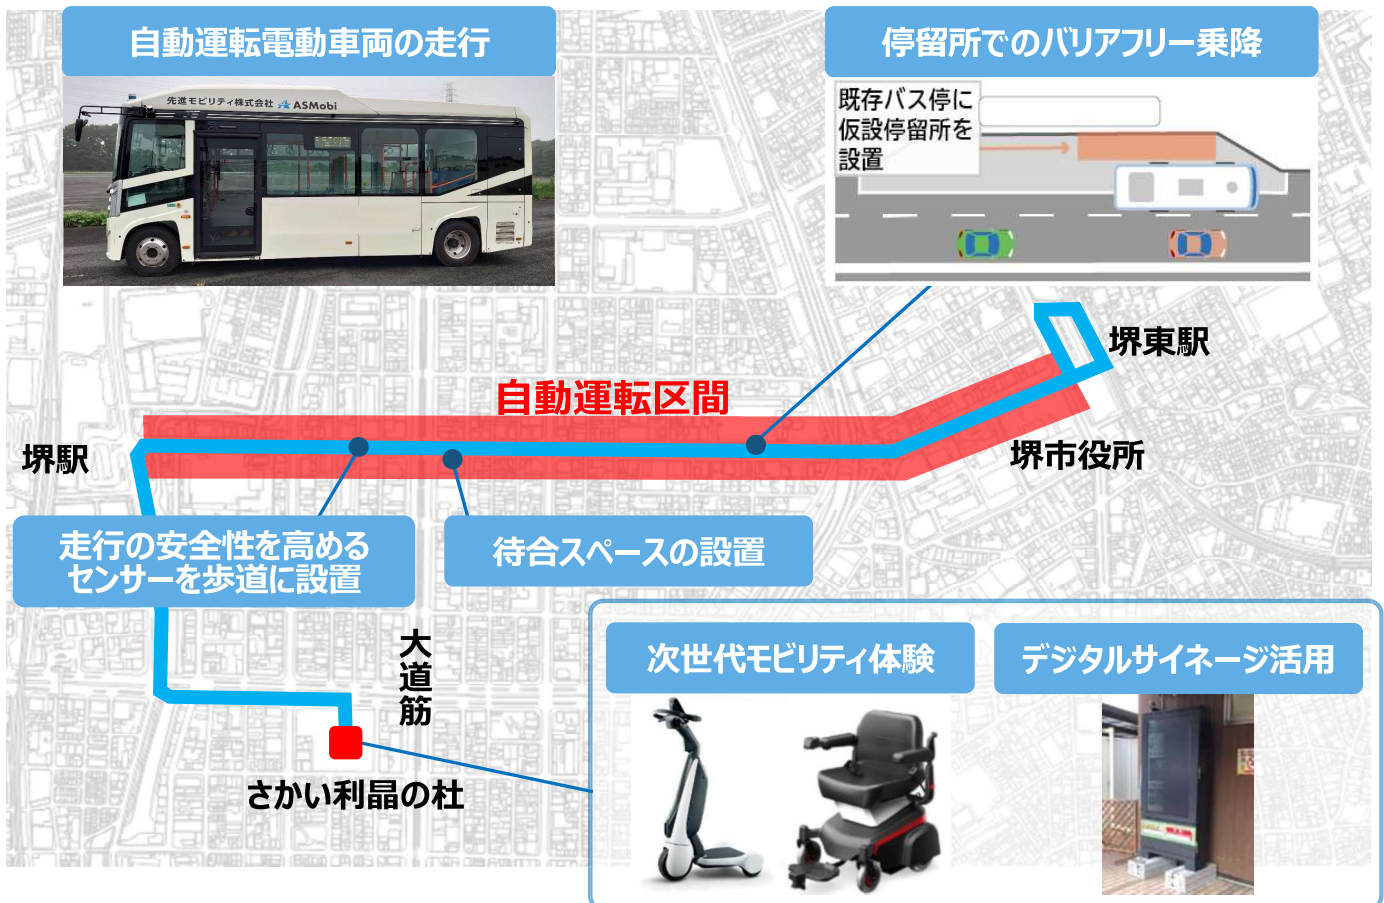 自動運転電動車両の走行
先進モビリティ株式会社 ASMobi
停留所でのバリアフリー乗降
既存バス停に
仮設停留所を
設置
堺東駅
自動運転区間
堺駅
堺市役所
走行の安全性を高める
センサーを歩道に設置
待合スペースの設置
大道筋
さかい利晶の杜
次世代モビリティ体験
デジタルサイネージ活用